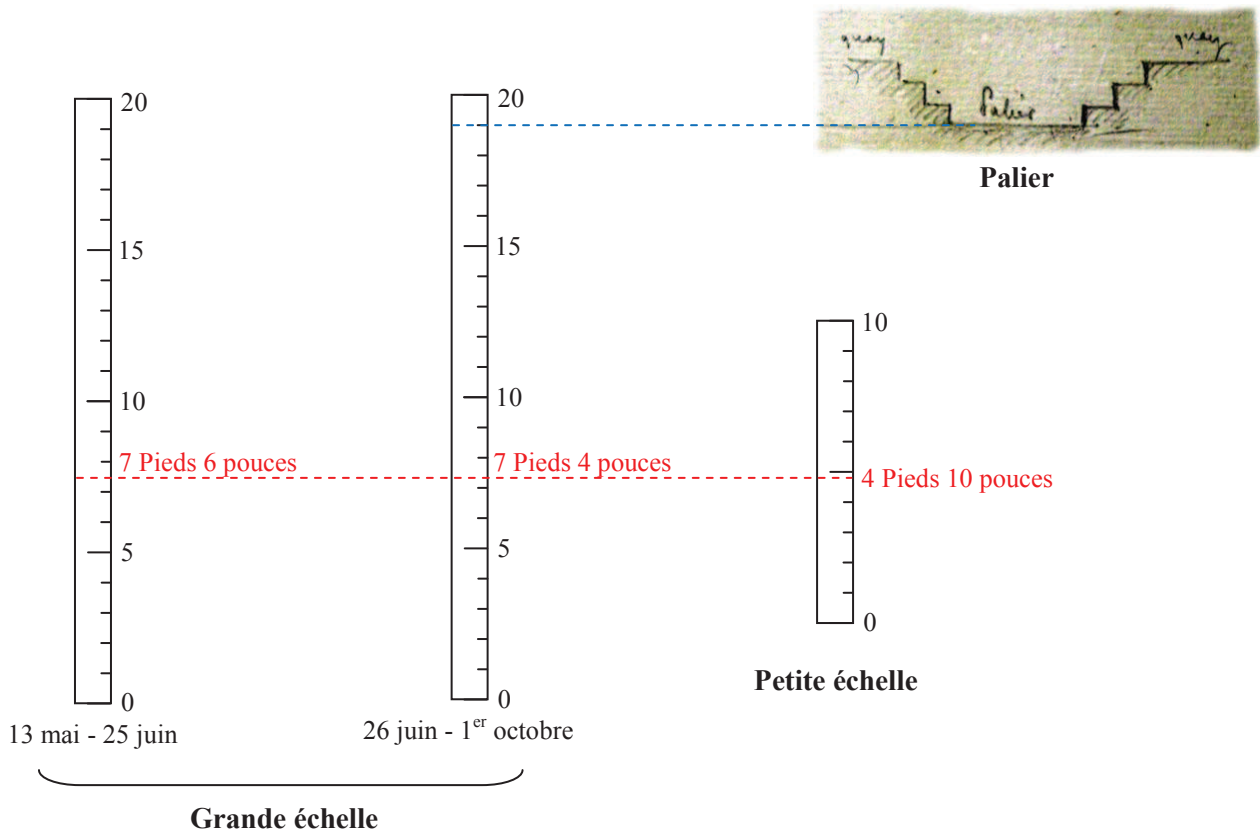 quay
quay
Palier
Palier
20
15
10
7 Pieds 6 pouces
5
0
13 mai - 25 juin
20
15
10
7 Pieds 4 pouces
5
0
26 juin - 1er octobre
Grande échelle
10
4 Pieds 10 pouces
0
Petite échelle